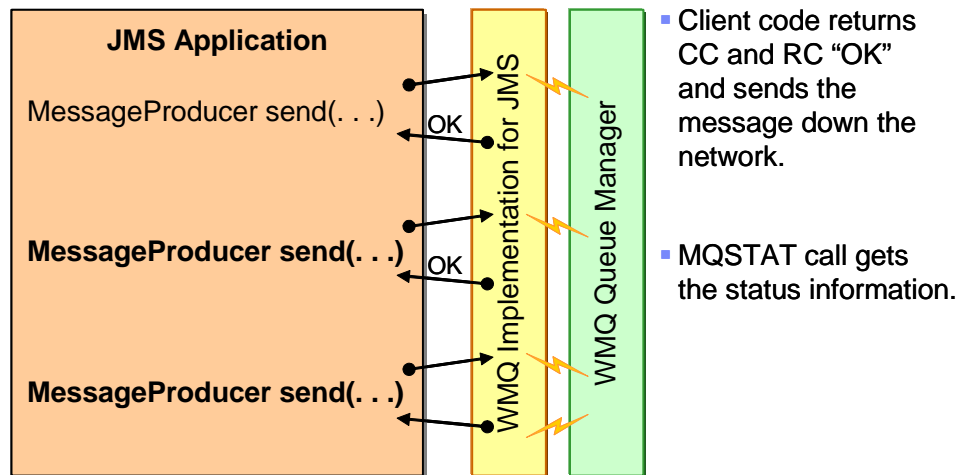 JMS Application
MessageProducer send(. . .)
OK
MessageProducer send(. . .)
OK
MessageProducer send(. . .)
WMQ Implementation for JMS
WMQ Queue Manager
Client code returns
CC and RC “OK”
and sends the
message down the
network.
MQSTAT call gets
the status information.